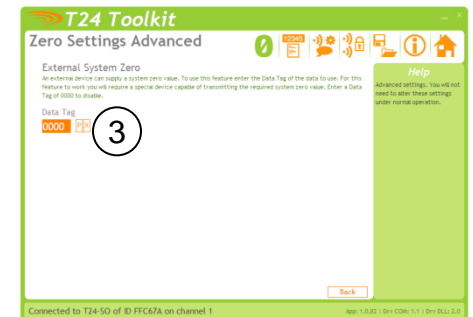 T24 Toolkit
Zero Settings Advanced
0
12345
External System Zero
An external device can supply a system zero value. To use this feature enter the Data Tag of the data to use. For this
feature to work you will require a special device capable of transmitting the required system zero value. Enter a Data
Tag of 0000 to disable.
Data Tag
0000
3
Help
Advanced settings. You will not
need to alter these settings
under normal operation.
Back
Connected to T24-SO of ID FFC67A on channel 1
App: 1.0.82 | Drv COM: 1.1 | Drv DLL: 2.0